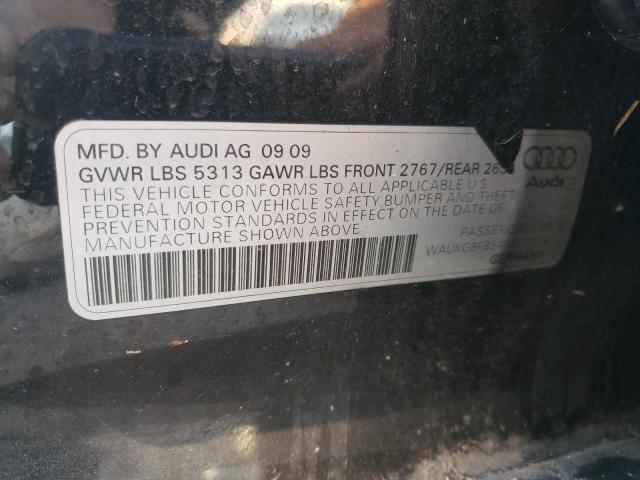 MFD. BY AUDI AG 09 09
GVWR LBS 5313 GAWR LBS FRONT 2767/REAR
THIS VEHICLE CONFORMS TO ALL APPLICABLE U S
FEDERAL MOTOR VEHICLE SAFETY, BUMPER AND THEFT
PREVENTION STANDARDS IN EFFECT ON THE DATE OF
MANUFACTURE SHOWN ABOVE
Audi
GERMANY